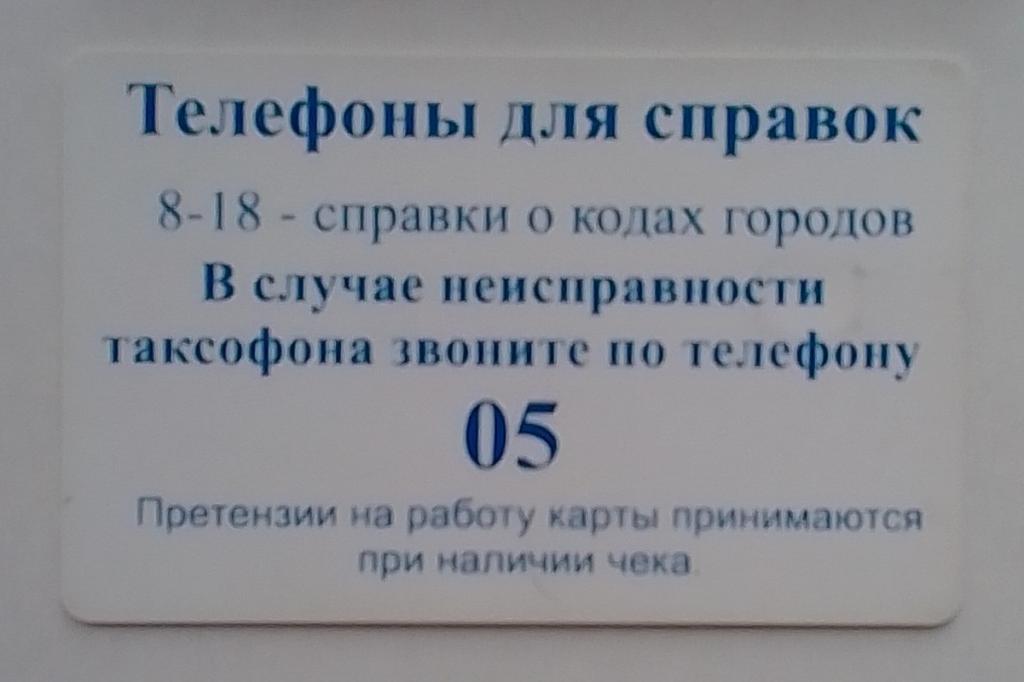 Телефоны для справок
8-18 - справки о кодах городов
В случае неисправности
таксофона звоните по телефону
05
Претензии на работу карты принимаются
при наличии чека.